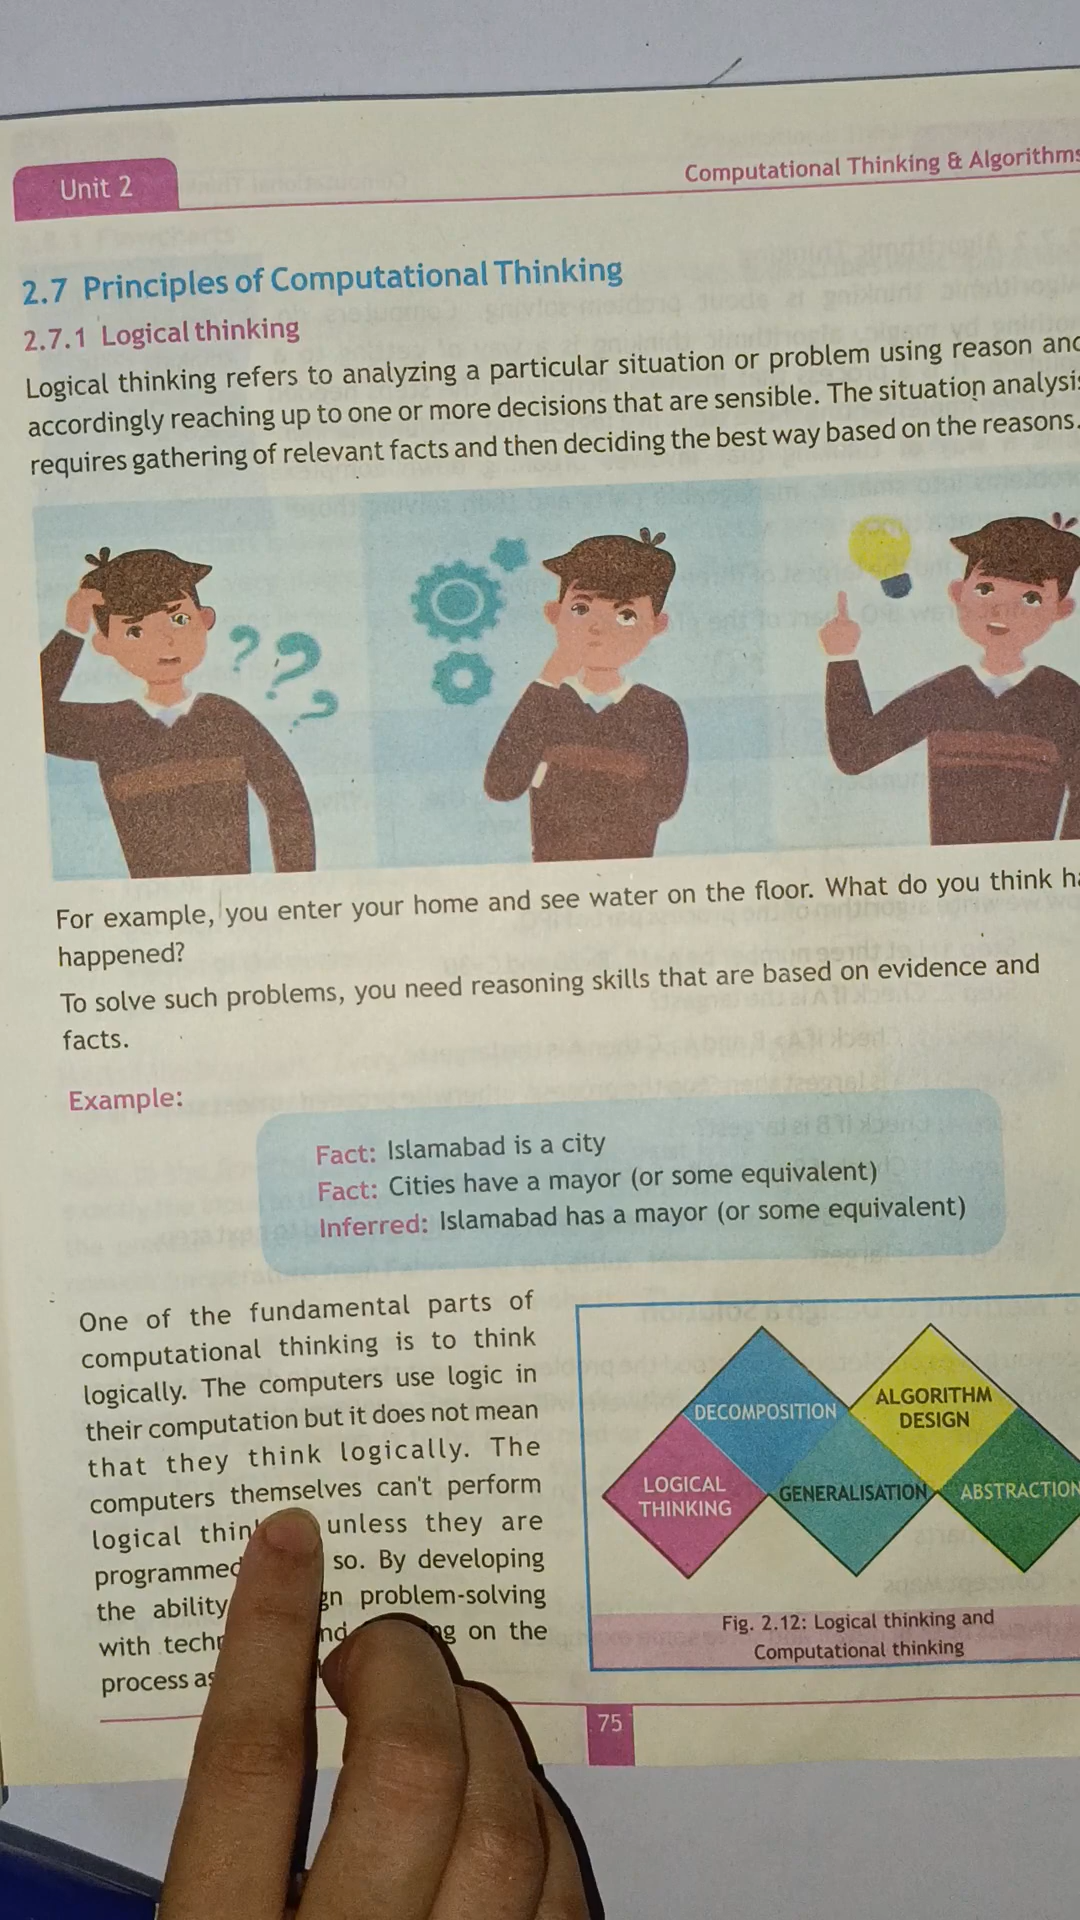 Unit 2
Computational Thinking & Algorithms
2.7 Principles of Computational Thinking
2.7.1 Logical thinking
Logical thinking refers to analyzing a particular situation or problem using reason and
accordingly reaching up to one or more decisions that are sensible. The situation analysis
requires gathering of relevant facts and then deciding the best way based on the reasons.
? ? ?
For example, you enter your home and see water on the floor. What do you think
happened?
To solve such problems, you need reasoning skills that are based on evidence and
facts.
Example:
Fact: Islamabad is a city
Fact: Cities have a mayor (or some equivalent)
Inferred: Islamabad has a mayor (or some equivalent)
One of the fundamental parts of
computational thinking is to think
logically. The computers use logic in
their computation but it does not mean
that they think logically. The
computers themselves can't perform
logical unless they are
programmed so. By developing
the ability problem-solving
with on the
process
DECOMPOSITION
ALGORITHM
DESIGN
LOGICAL
THINKING
GENERALISATION
ABSTRACTION
Fig. 2.12: Logical thinking and
Computational thinking
75